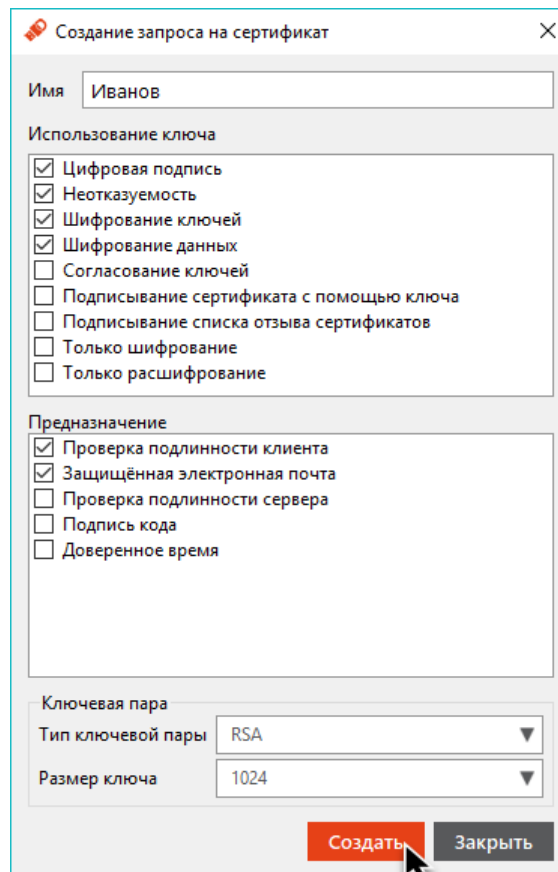 Создание запроса на сертификат
Имя Иванов
Использование ключа
Цифровая подпись
Неотказуемость
Шифрование ключей
Шифрование данных
Согласование ключей
Подписывание сертификата с помощью ключа
Подписывание списка отзыва сертификатов
Только шифрование
Только расшифрование
Предназначение
Проверка подлинности клиента
Защищённая электронная почта
Проверка подлинности сервера
Подпись кода
Доверенное время
Ключевая пара
Тип ключевой пары RSA
Размер ключа 1024
Создать Закрыть